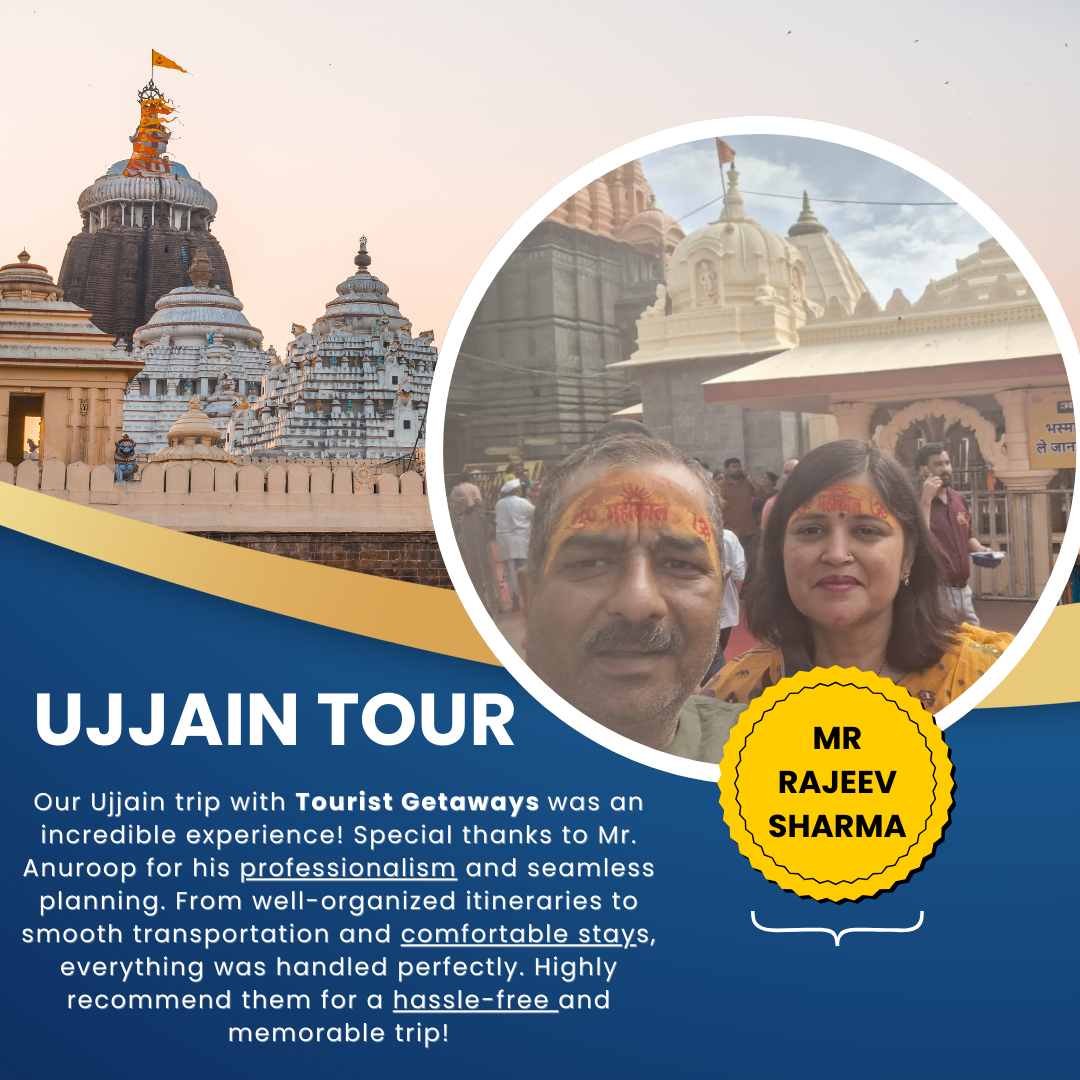 भस्म
ले जान
महाकाल
UJJAIN TOUR
MR
RAJEEV
SHARMA
Our Ujjain trip with Tourist Getaways was an
incredible experience! Special thanks to Mr.
Anuroop for his professionalism and seamless
planning. From well-organized itineraries to
smooth transportation and comfortable stays,
everything was handled perfectly. Highly
recommend them for a hassle-free and
memorable trip!